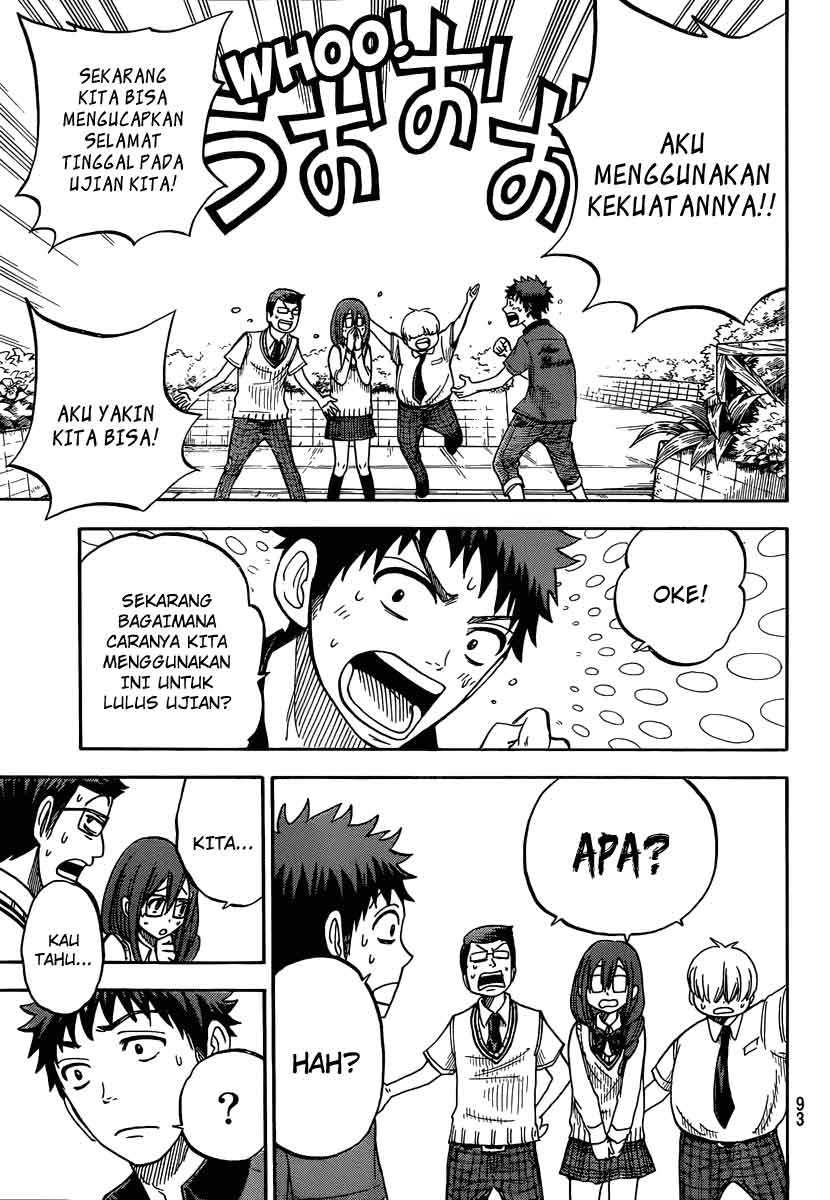 AKU
MENGGUNAKAN
KEKUATANNYA!!
WHOO!
うおおお
SEKARANG
KITA BISA
MENGUCAPKAN
SELAMAT
TINGGAL PADA
UJIAN KITA!
AKU YAKIN
KITA BISA!
OKE!
SEKARANG
BAGAIMANA
CARANYA KITA
MENGGUNAKAN
INI UNTUK
LULUS UJIAN?
APA?
HAH?
KITA...
KAU
TAHU...
?
93